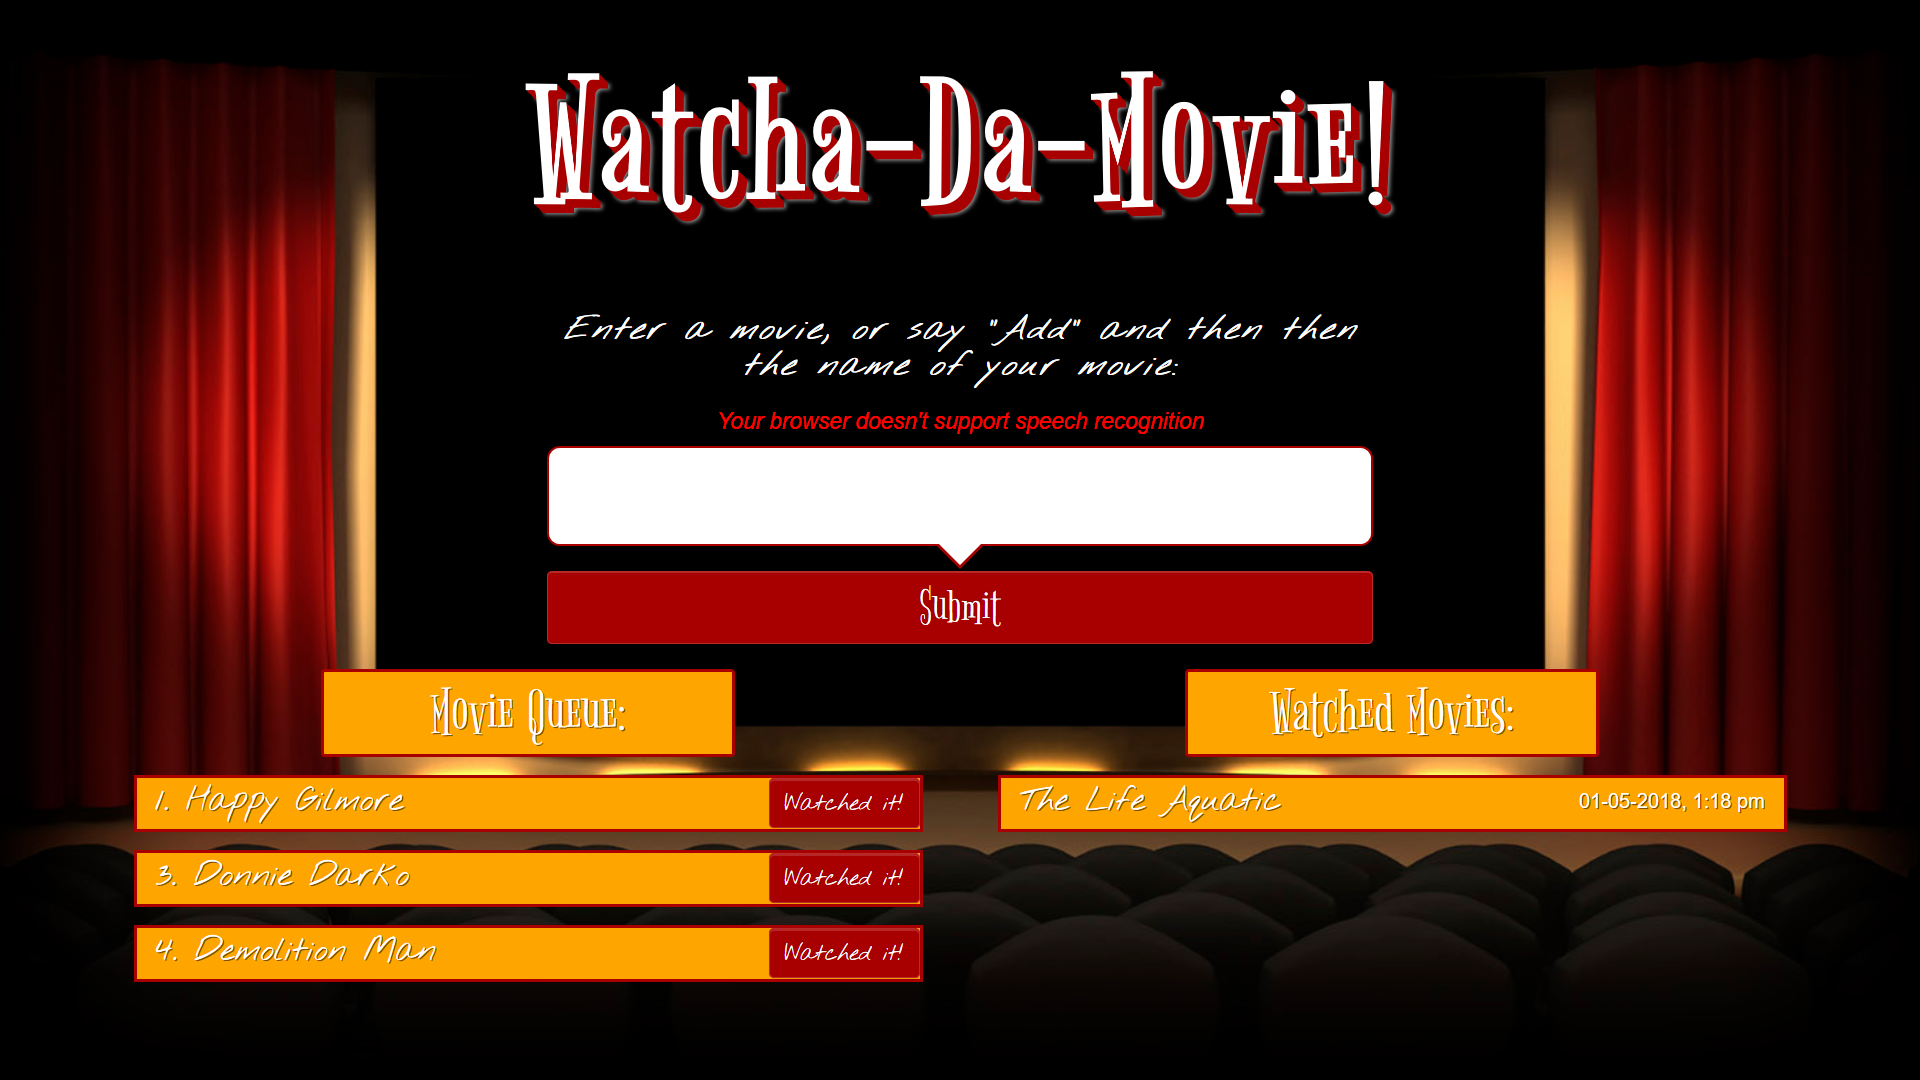 Watcha-Da-Movie!
Enter a movie, or say "Add" and then then
the name of your movie:
Your browser doesn't support speech recognition
Submit
Movie Queue:
1. Happy Gilmore
Watched it!
3. Donnie Darko
Watched it!
4. Demolition Man
Watched it!
Watched Movies:
The Life Aquatic
01-05-2018, 1:18 pm